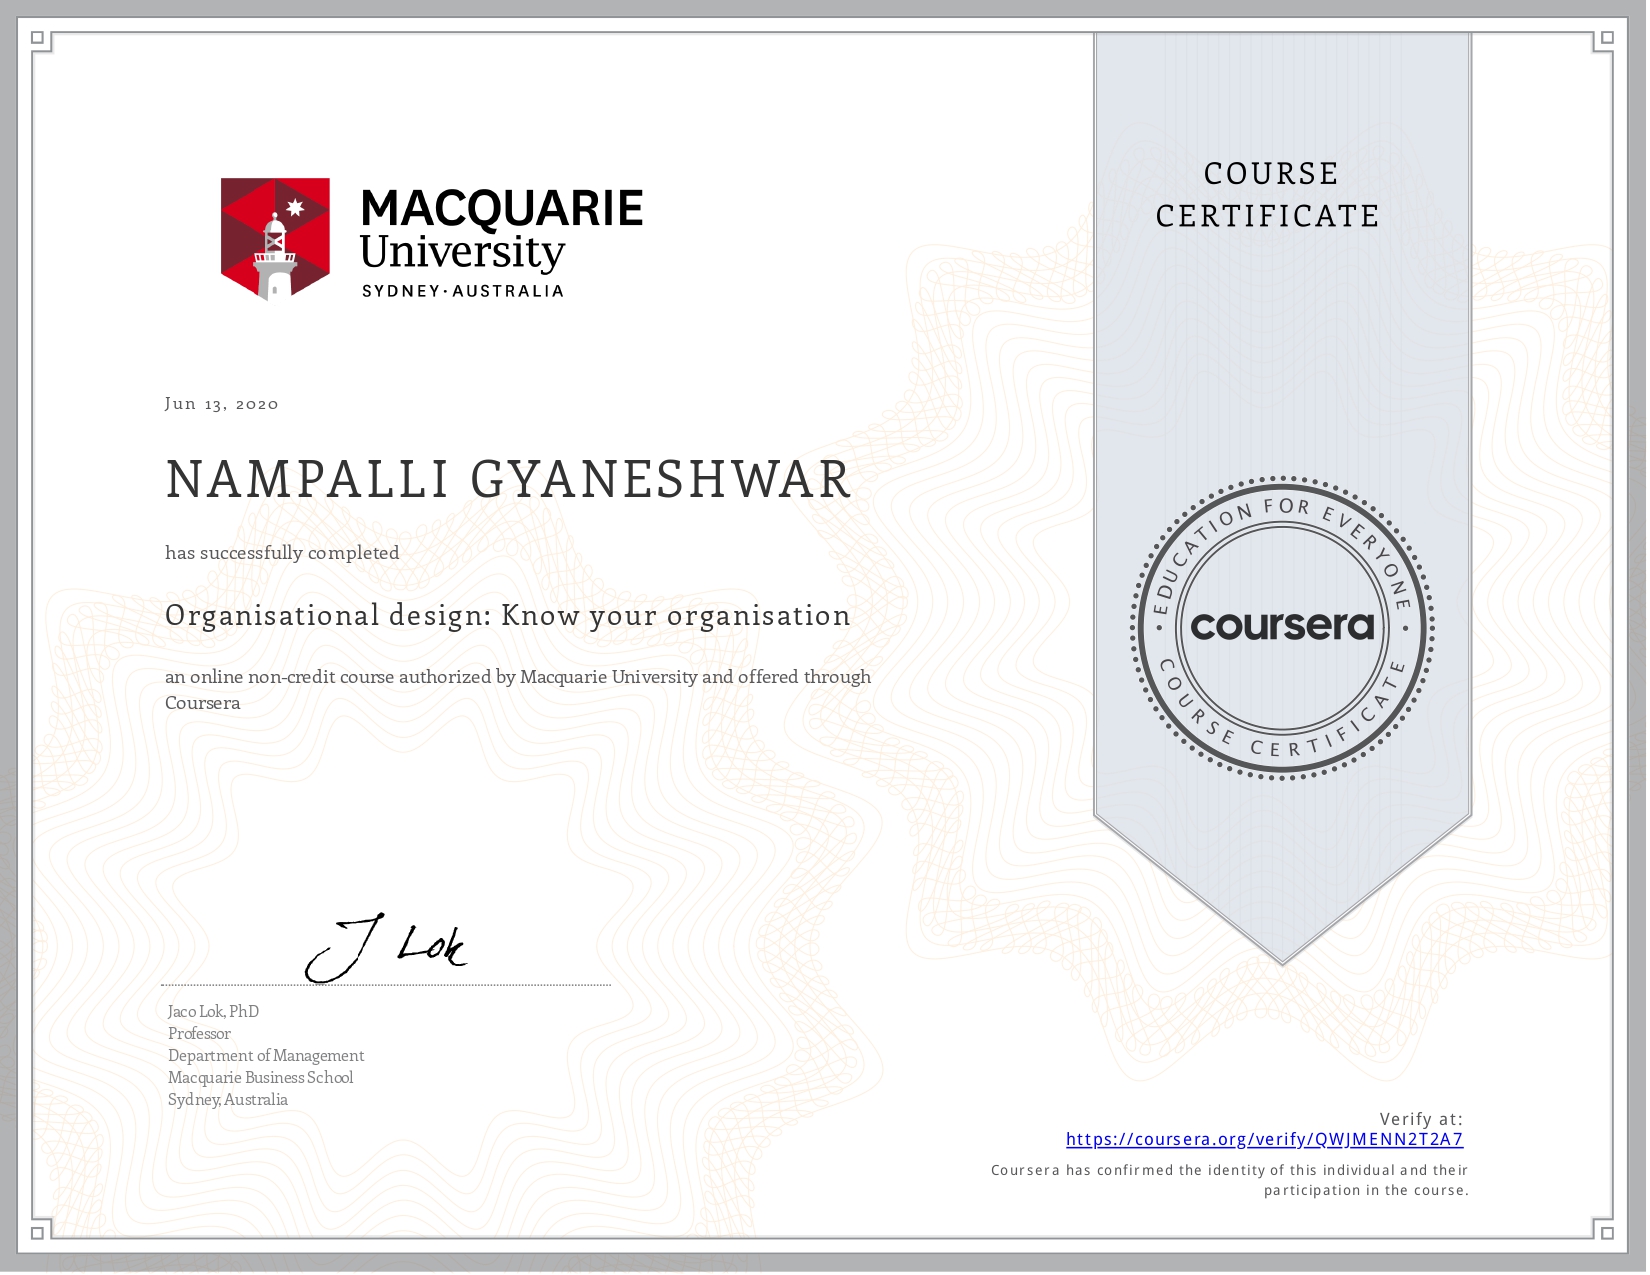 MACQUARIE
University
SYDNEY·AUSTRALIA
COURSE
CERTIFICATE
Jun 13, 2020
NAMPALLI GYANESHWAR
has successfully completed
Organisational design: Know your organisation
an online non-credit course authorized by Macquarie University and offered through
Coursera
EDUCATION FOR EVERYONE
coursera
COURSE CERTIFICATE
J Lok
Jaco Lok, PhD
Professor
Department of Management
Macquarie Business School
Sydney, Australia
Verify at:
https://coursera.org/verify/QWJMENN2T2A7
Coursera has confirmed the identity of this individual and their
participation in the course.